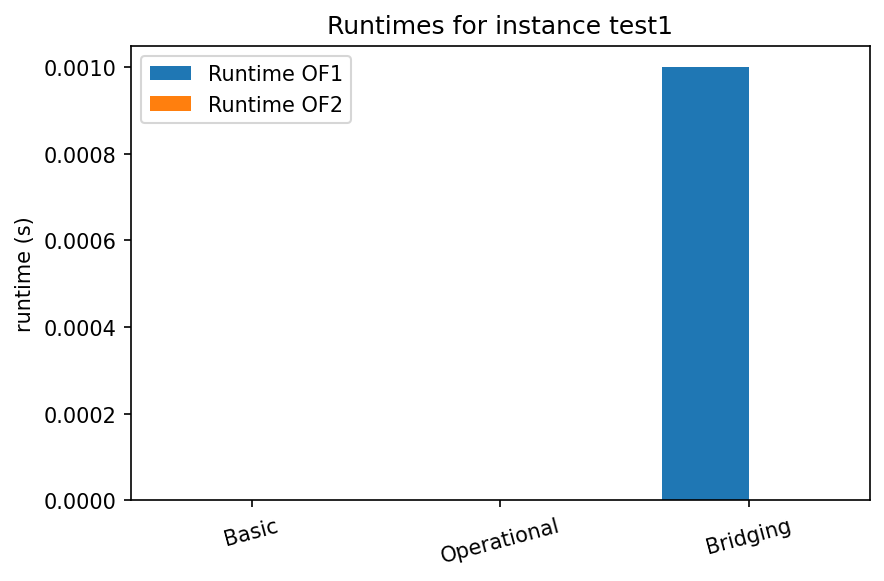 Runtimes for instance test1
Runtime OF1
Runtime OF2
runtime (s)
0.0010
0.0008
0.0006
0.0004
0.0002
0.0000
Basic
Operational
Bridging